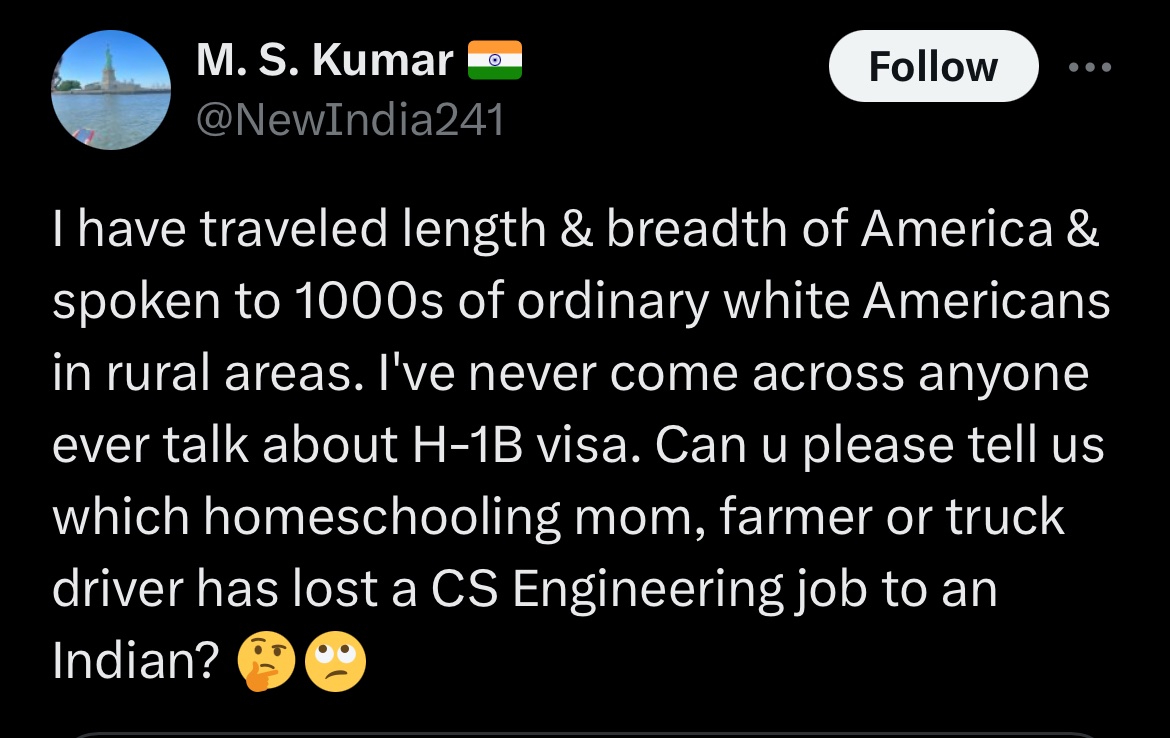 M. S. Kumar 🇮🇳
@NewIndia241
Follow
I have traveled length & breadth of America &
spoken to 1000s of ordinary white Americans
in rural areas. I've never come across anyone
ever talk about H-1B visa. Can u please tell us
which homeschooling mom, farmer or truck
driver has lost a CS Engineering job to an
Indian? 🤔🙄